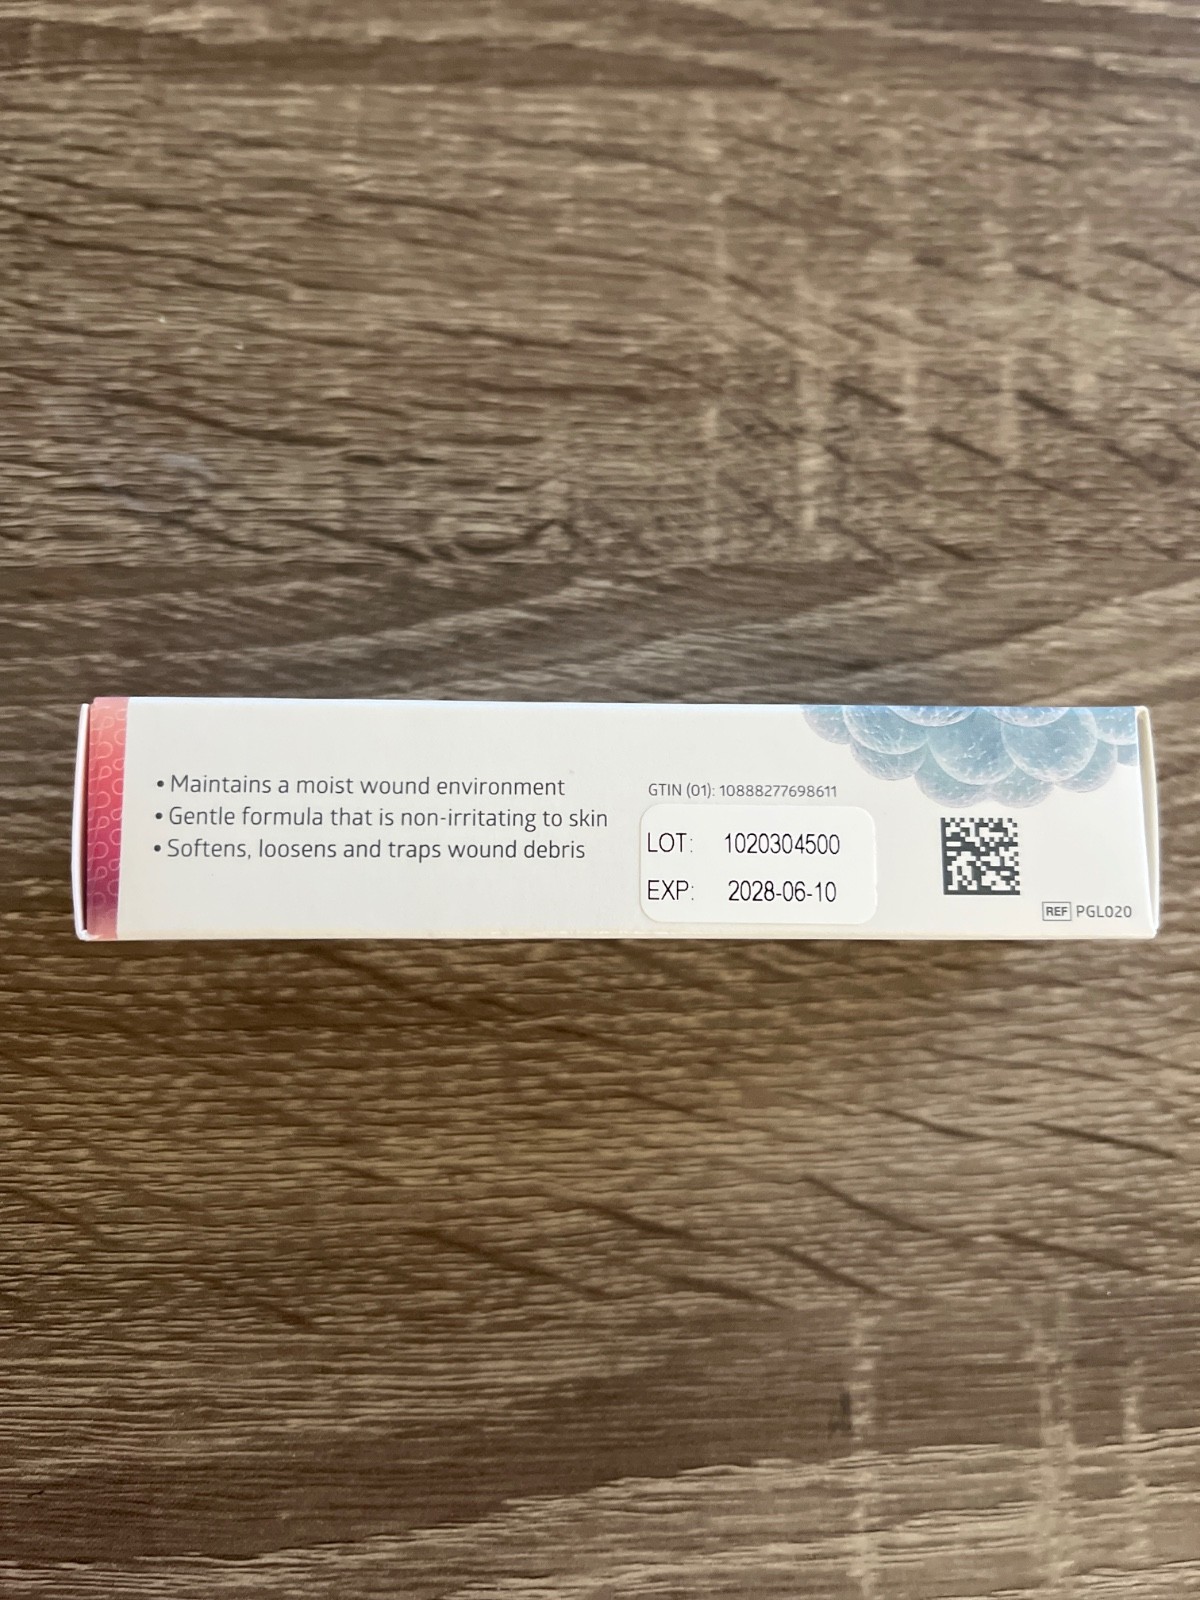 • Maintains a moist wound environment
• Gentle formula that is non-irritating to skin
• Softens, loosens and traps wound debris
GTIN (01): 10888277698611
LOT: 1020304500
EXP: 2028-06-10
REF PGL020